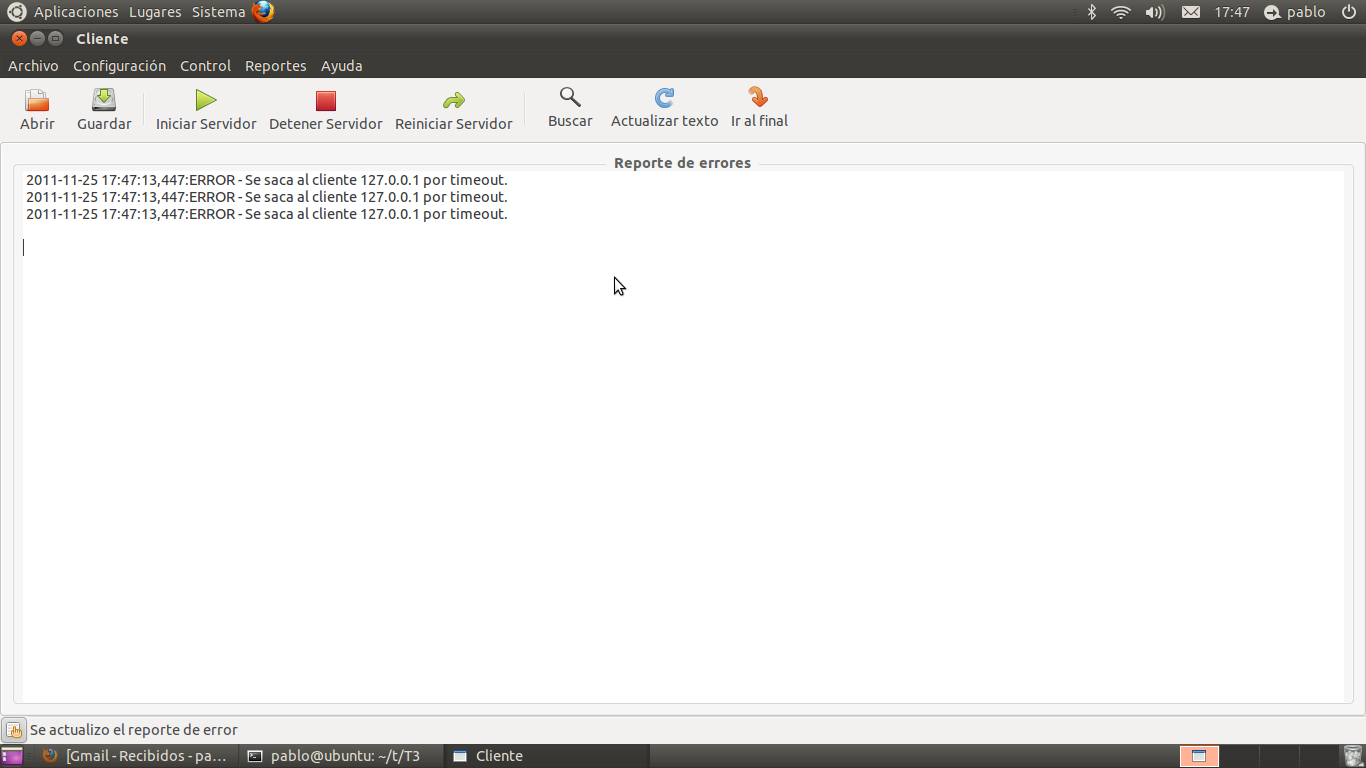 Aplicaciones Lugares Sistema 17:47 pablo
Cliente
Archivo Configuración Control Reportes Ayuda
Abrir Guardar Iniciar Servidor Detener Servidor Reiniciar Servidor Buscar Actualizar texto Ir al final
Reporte de errores
2011-11-25 17:47:13,447:ERROR - Se saca al cliente 127.0.0.1 por timeout.
2011-11-25 17:47:13,447:ERROR - Se saca al cliente 127.0.0.1 por timeout.
2011-11-25 17:47:13,447:ERROR - Se saca al cliente 127.0.0.1 por timeout.
Se actualizo el reporte de error
[Gmail - Recibidos - pa... pablo@ubuntu: ~/t/T3 Cliente